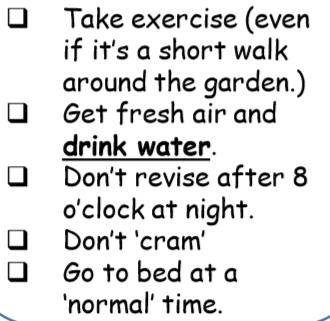 ❑ Take exercise (even
if it's a short walk
around the garden.)
❑ Get fresh air and
drink water.
❑ Don't revise after 8
o'clock at night.
❑ Don't 'cram'
❑ Go to bed at a
'normal' time.